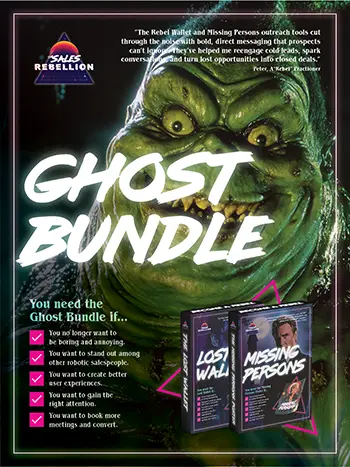 SALES
REBELLION
"The Rebel Wallet and Missing Persons outreach tools cut
through the noise with bold, direct messaging that prospects
can't ignore. They've helped me reengage cold leads, spark
conversations, and turn lost opportunities into closed deals."
Peter, A "Rebel" Practioner
GHOST
BUNDLE
You need the
Ghost Bundle if...
You no longer want to
be boring and annoying.
You want to stand out among
other robotic salespeople.
You want to create better
user experiences.
You want to gain the
right attention.
You want to book more
meetings and convert.
THE LOST WALLET
LOST
WALL
MISSING
PERSONS